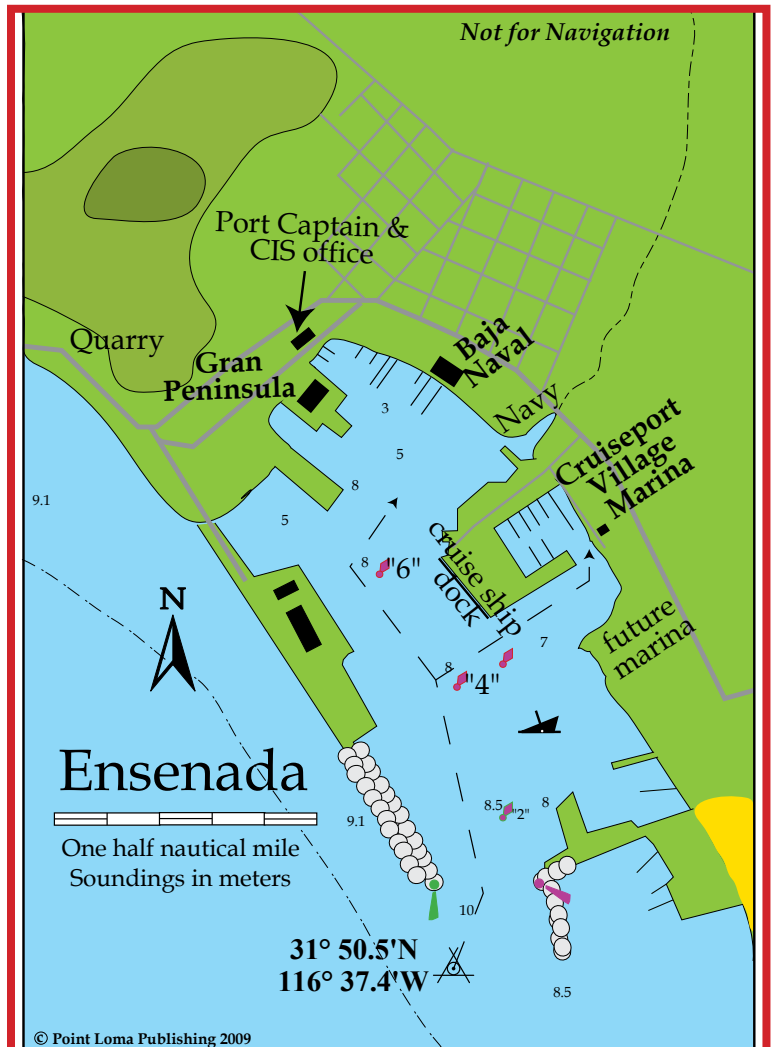 Not for Navigation
Port Captain &
CIS office
Quarry
Gran
Peninsula
Baja
Naval
Navy
Cruiseport
Village
Marina
3
5
8
9.1
5
8
"6"
cruise ship
dock
7
future
marina
8
"4"
N
Ensenada
One half nautical mile
Soundings in meters
9.1
8.5
"2"
8
10
31° 50.5'N
116° 37.4'W
8.5
© Point Loma Publishing 2009